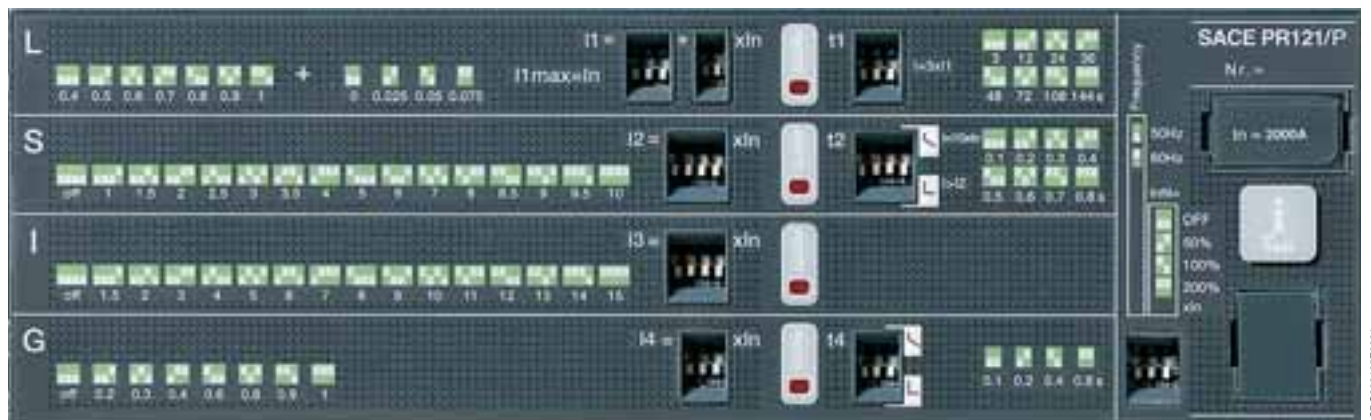 L
I1 =
+
xIn
t1
SACE PR121/P
Nr. =
0.4 0.5 0.6 0.7 0.8 0.9 1
+
0 0.025 0.05 0.075
I1max=In
t=3xI1
3 12 24 36
48 72 108 144 s
Frequency
50Hz
60Hz
In = 2000A
S
I2 =
xIn
t2
0.1 0.2 0.3 0.4
0.5 0.6 0.7 0.8 s
off 1 1.5 2 2.5 3 3.5 4 5 6 7 8 8.5 9 9.5 10
InN=
OFF
50%
100%
200%
xIn
Test
I
I3 =
xIn
off 1.5 2 3 4 5 6 7 8 9 10 11 12 13 14 15
G
I4 =
xIn
t4
off 0.2 0.3 0.4 0.6 0.8 0.9 1
0.1 0.2 0.4 0.8 s